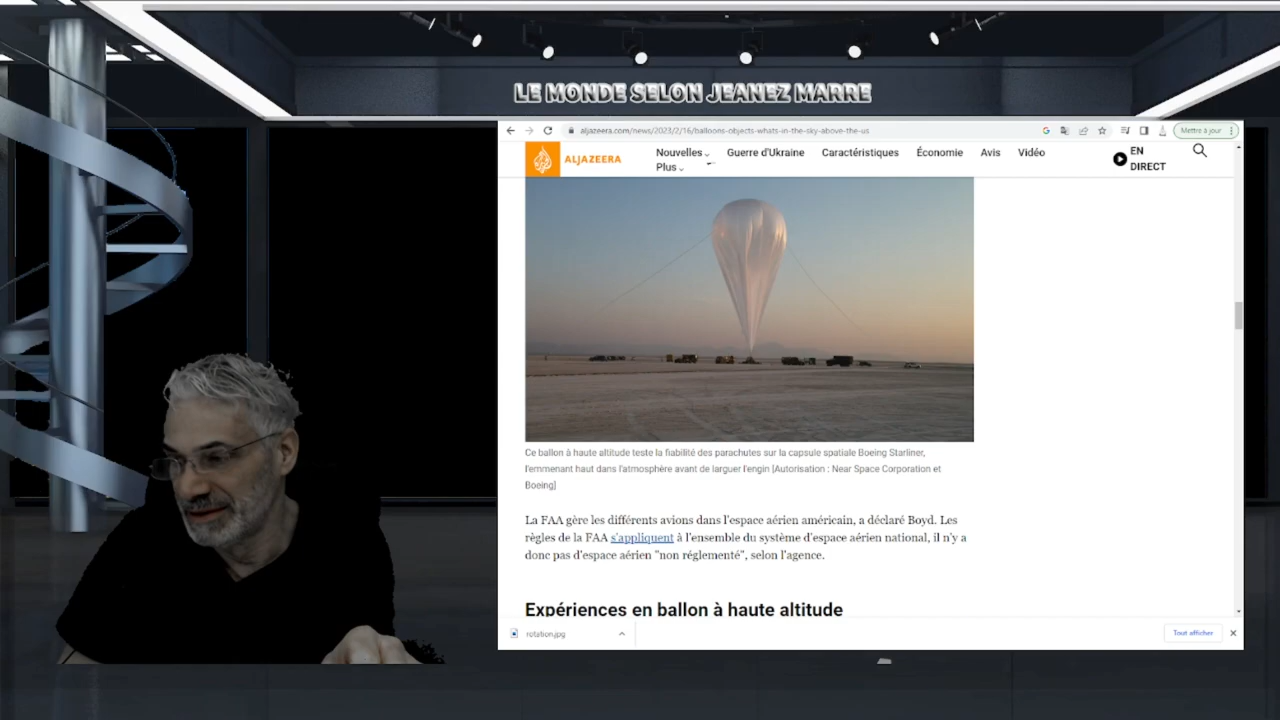 LE MONDE SELON JEANEZ MARRE
aljazeera.com/news/2023/2/16/balloons-objects-whats-in-the-sky-above-the-us
Mettre à jour
ALJAZEERA
Nouvelles
Guerre d'Ukraine
Caractéristiques
Économie
Avis
Vidéo
Plus
EN
DIRECT
Ce ballon à haute altitude teste la fiabilité des parachutes sur la capsule spatiale Boeing Starliner,
l'emmenant haut dans l'atmosphère avant de larguer l'engin [Autorisation : Near Space Corporation et
Boeing]
La FAA gère les différents avions dans l'espace aérien américain, a déclaré Boyd. Les
règles de la FAA s'appliquent à l'ensemble du système d'espace aérien national, il n'y a
donc pas d'espace aérien "non réglementé", selon l'agence.
Expériences en ballon à haute altitude
rotation.jpg
Tout afficher